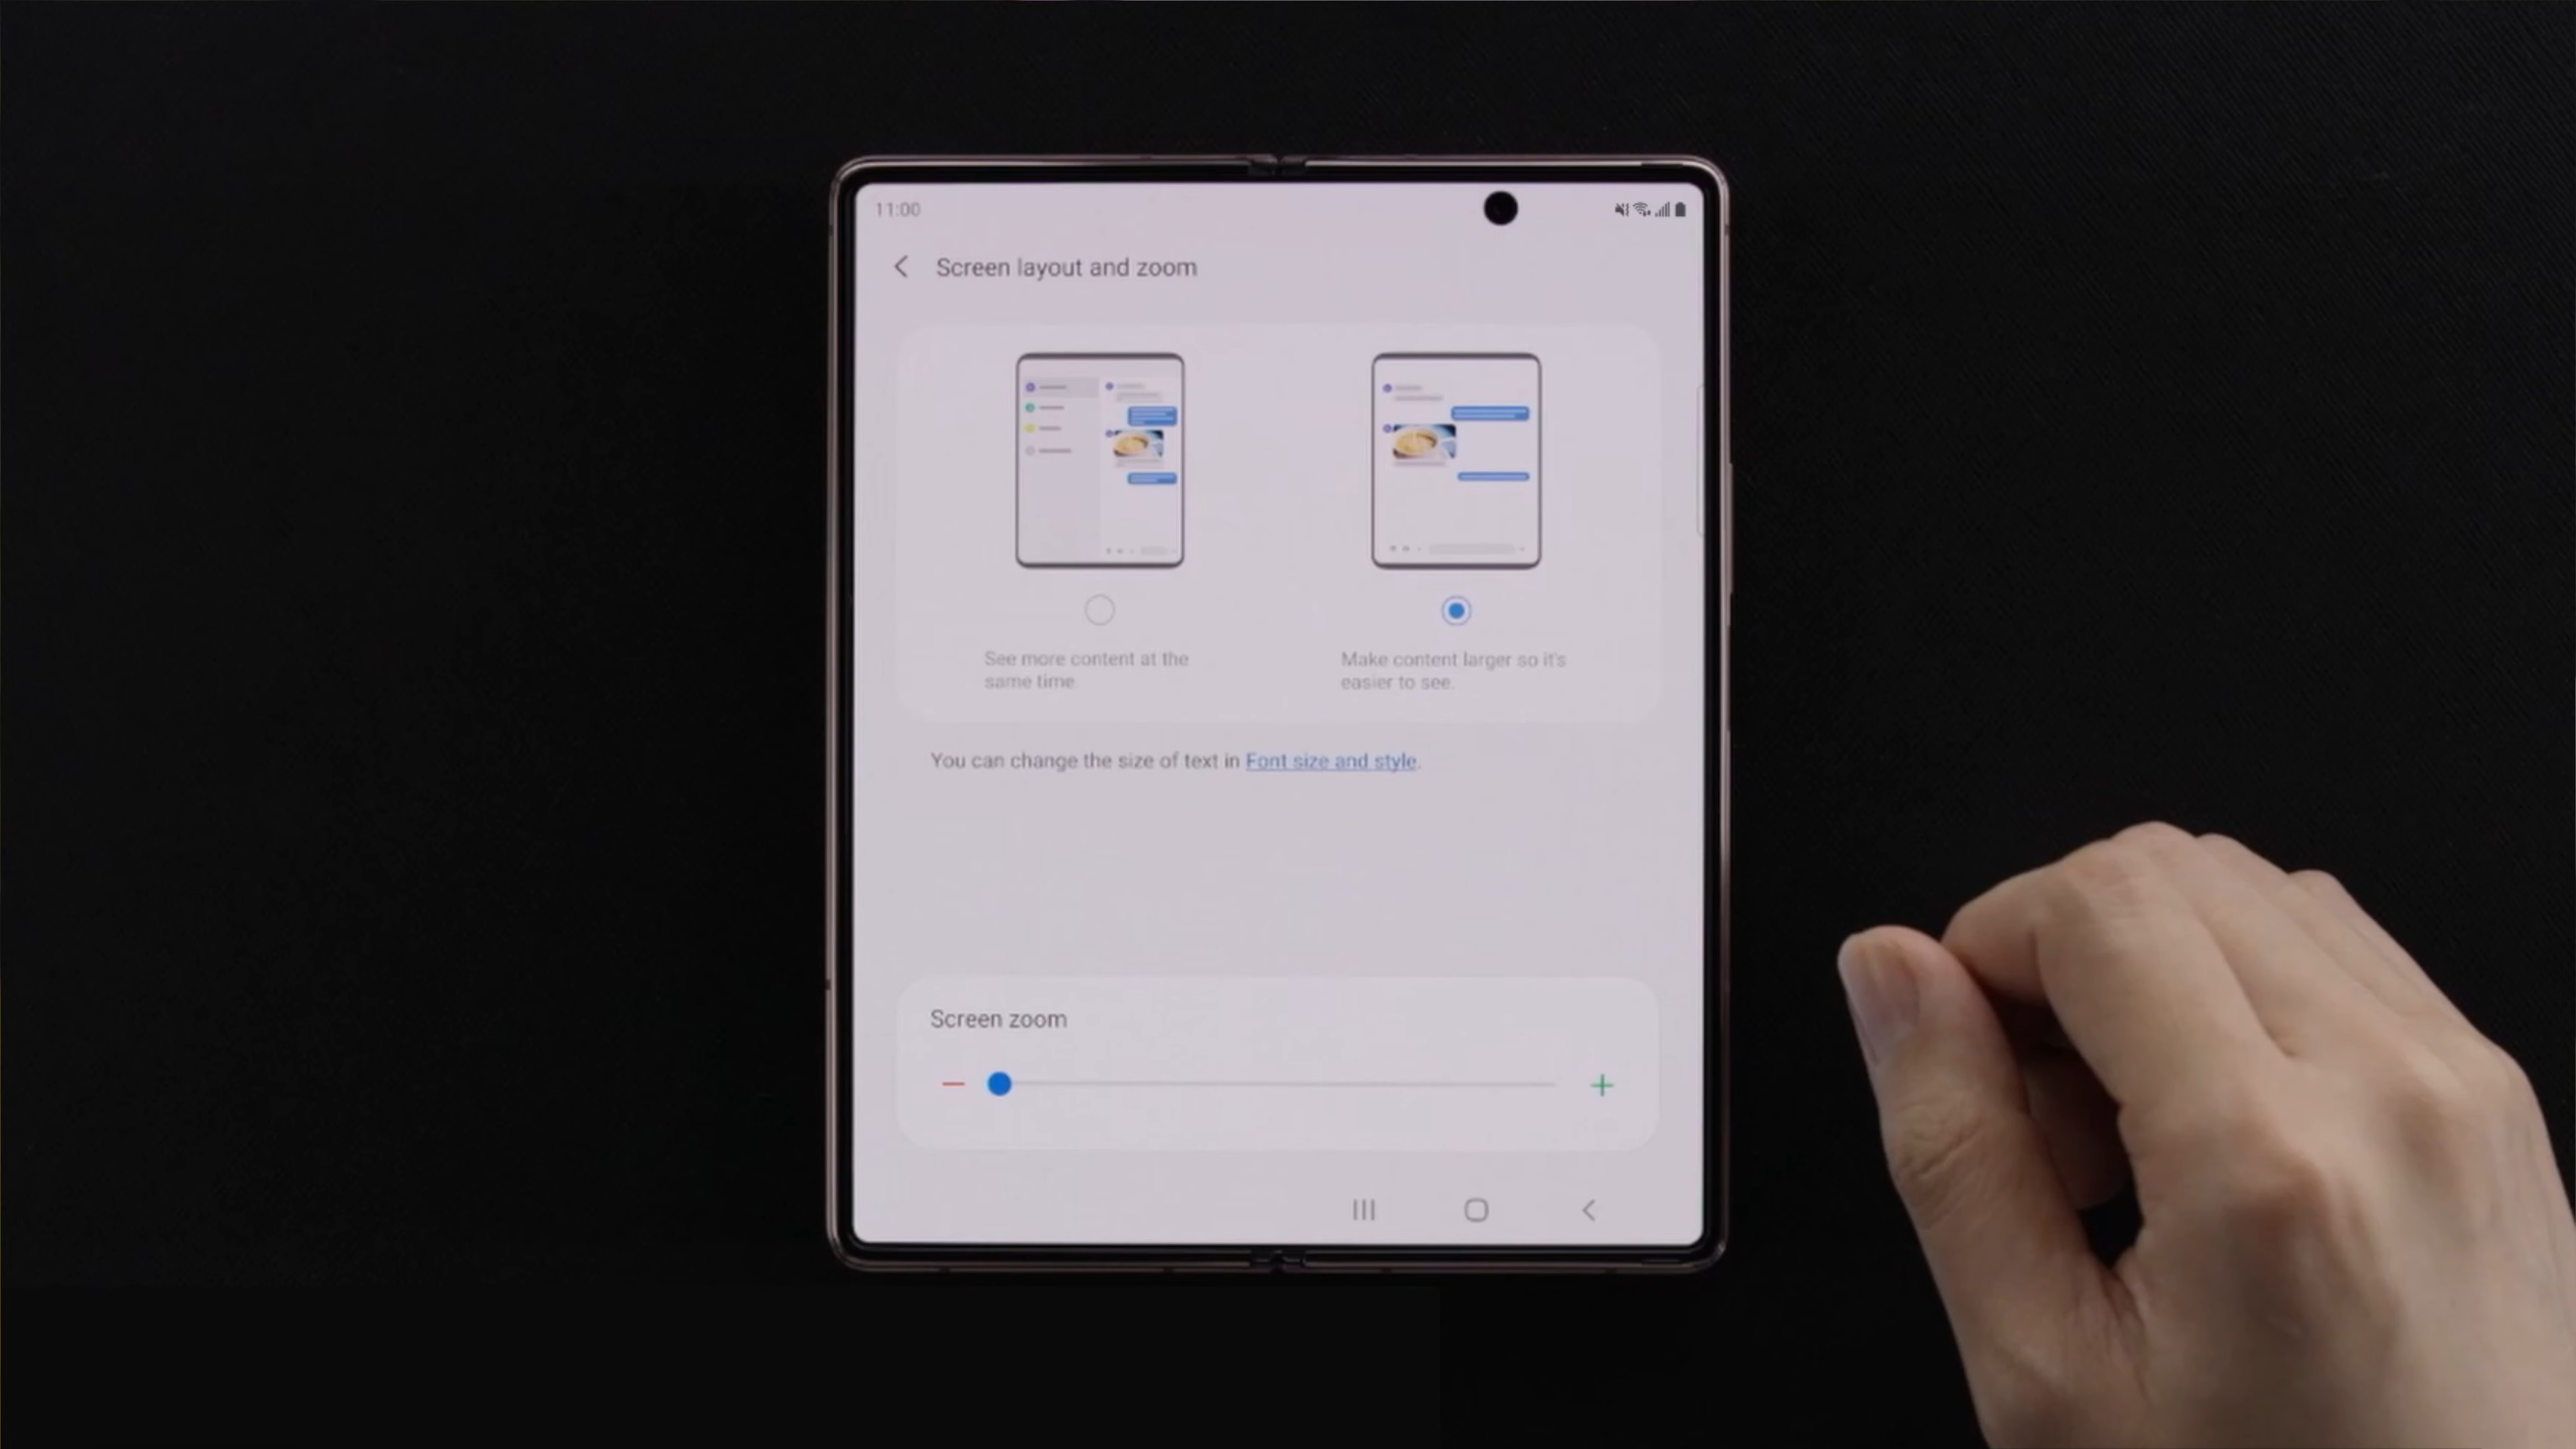 11:00
Screen layout and zoom
See more content at the
same time.
Make content larger so it's
easier to see.
You can change the size of text in Font size and style.
Screen zoom